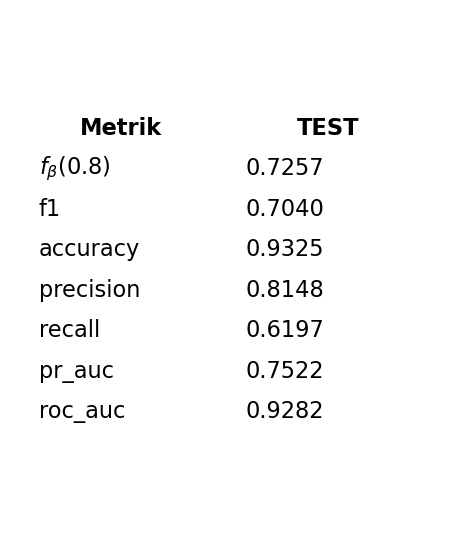 Metrik TEST
fβ(0.8) 0.7257
f1 0.7040
accuracy 0.9325
precision 0.8148
recall 0.6197
pr_auc 0.7522
roc_auc 0.9282